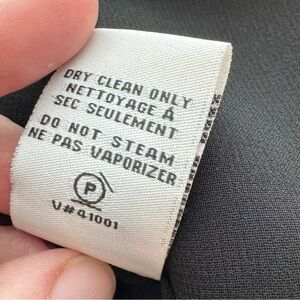 DRY CLEAN ONLY
NETTOYAGE À
SEC SEULEMENT
DO NOT STEAM
NE PAS VAPORIZER
P
V#41001